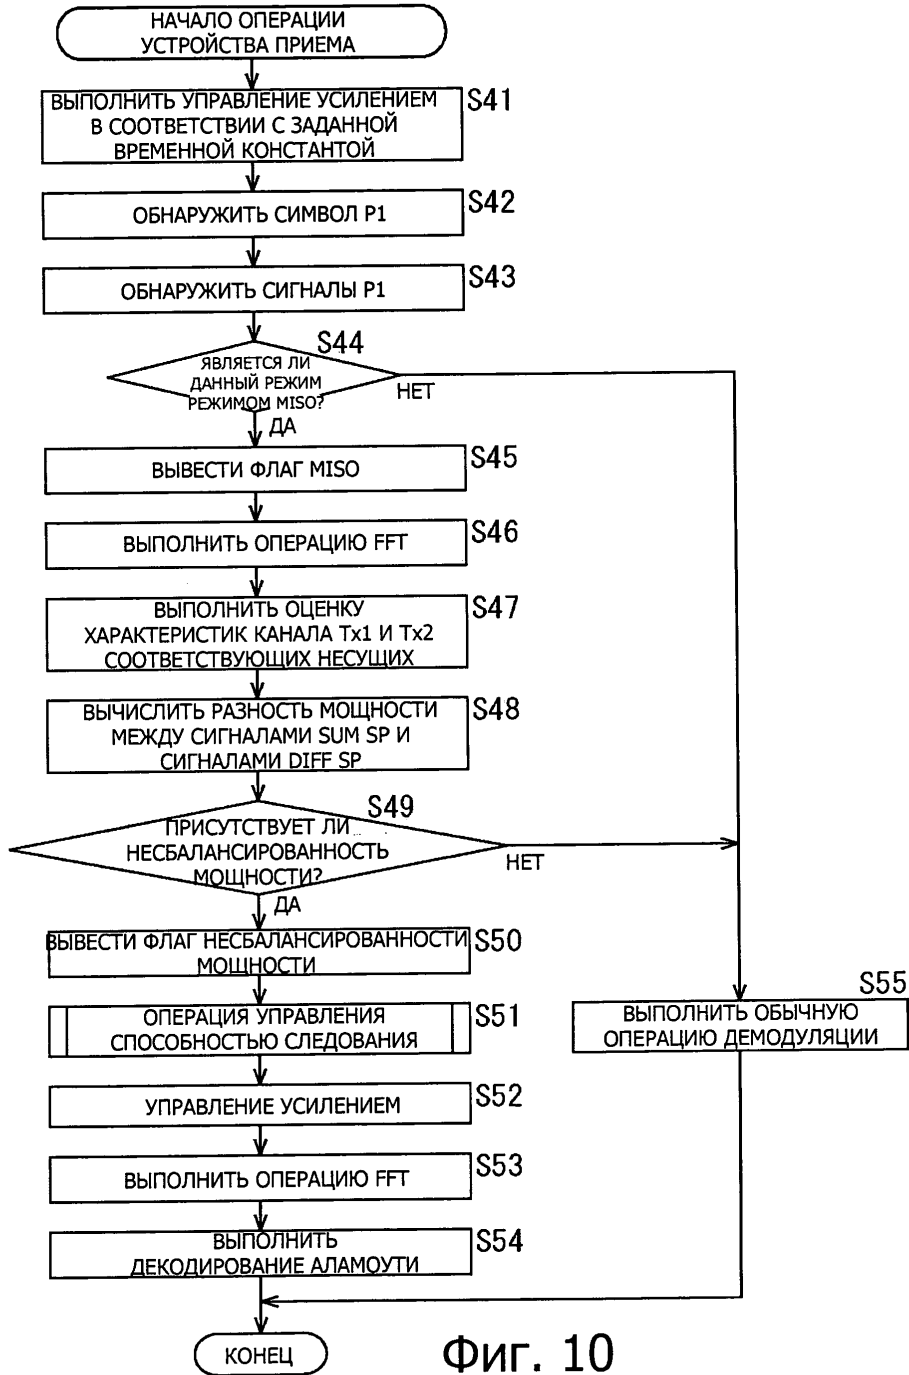 НАЧАЛО ОПЕРАЦИИ
УСТРОЙСТВА ПРИЕМА
S41
ВЫПОЛНИТЬ УПРАВЛЕНИЕ УСИЛЕНИЕМ
В СООТВЕТСТВИИ С ЗАДАННОЙ
ВРЕМЕННОЙ КОНСТАНТОЙ
S42
ОБНАРУЖИТЬ СИМВОЛ P1
S43
ОБНАРУЖИТЬ СИГНАЛЫ P1
S44
ЯВЛЯЕТСЯ ЛИ
ДАННЫЙ РЕЖИМ
РЕЖИМОМ MISO?
НЕТ
ДА
S45
ВЫВЕСТИ ФЛАГ MISO
S46
ВЫПОЛНИТЬ ОПЕРАЦИЮ FFT
S47
ВЫПОЛНИТЬ ОЦЕНКУ
ХАРАКТЕРИСТИК КАНАЛА Tx1 И Tx2
СООТВЕТСТВУЮЩИХ НЕСУЩИХ
S48
ВЫЧИСЛИТЬ РАЗНОСТЬ МОЩНОСТИ
МЕЖДУ СИГНАЛАМИ SUM SP И
СИГНАЛАМИ DIFF SP
S49
ПРИСУТСТВУЕТ ЛИ
НЕСБАЛАНСИРОВАННОСТЬ
МОЩНОСТИ?
НЕТ
ДА
S50
ВЫВЕСТИ ФЛАГ НЕСБАЛАНСИРОВАННОСТИ
МОЩНОСТИ
S51
ОПЕРАЦИЯ УПРАВЛЕНИЯ
СПОСОБНОСТЬЮ СЛЕДОВАНИЯ
S55
ВЫПОЛНИТЬ ОБЫЧНУЮ
ОПЕРАЦИЮ ДЕМОДУЛЯЦИИ
S52
УПРАВЛЕНИЕ УСИЛЕНИЕМ
S53
ВЫПОЛНИТЬ ОПЕРАЦИЮ FFT
S54
ВЫПОЛНИТЬ
ДЕКОДИРОВАНИЕ АЛАМОУТИ
КОНЕЦ
Фиг. 10